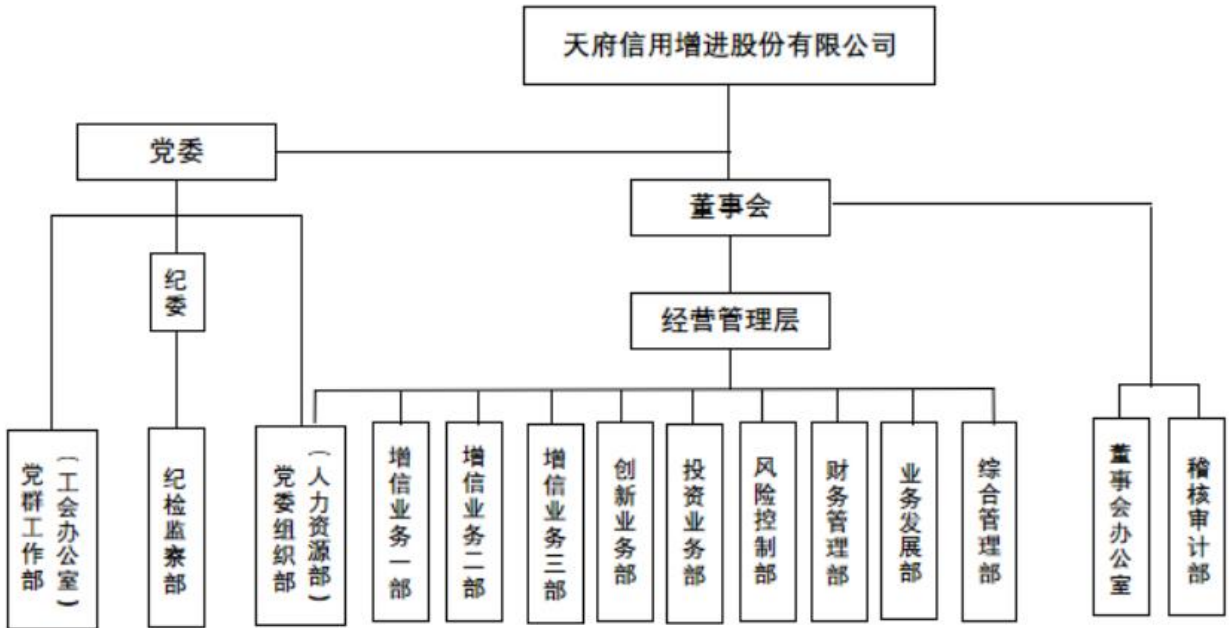 天府信用增进股份有限公司
党委
董事会
纪委
经营管理层
党群工作部
（工会办公室）
纪检监察部
党委组织部
（人力资源部）
增信业务一部
增信业务二部
增信业务三部
创新业务部
投资业务部
风险控制部
财务管理部
业务发展部
综合管理部
董事会办公室
稽核审计部